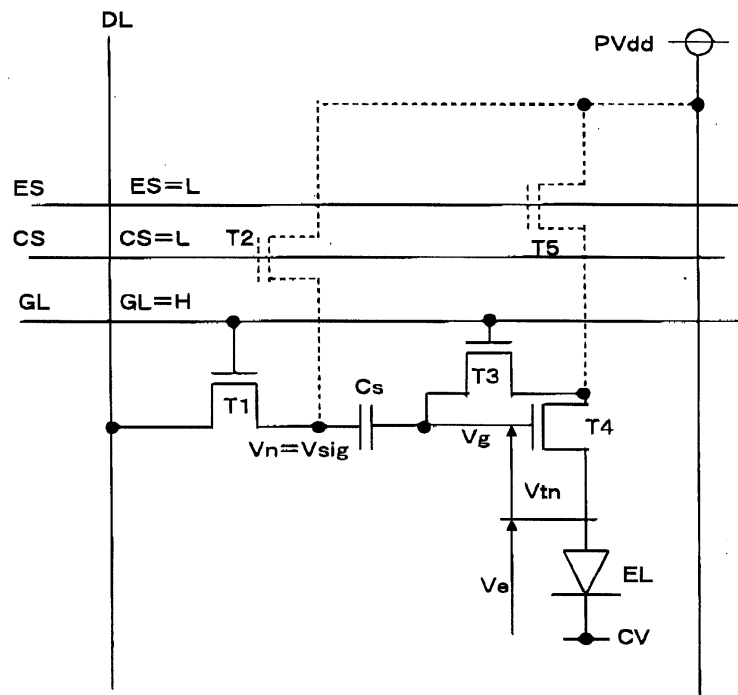 DL
PVdd
ES ES=L
T5
CS CS=L T2
GL GL=H
T1 Cs T3
Vn=Vsig Vg T4
Vtn
Ve EL
CV